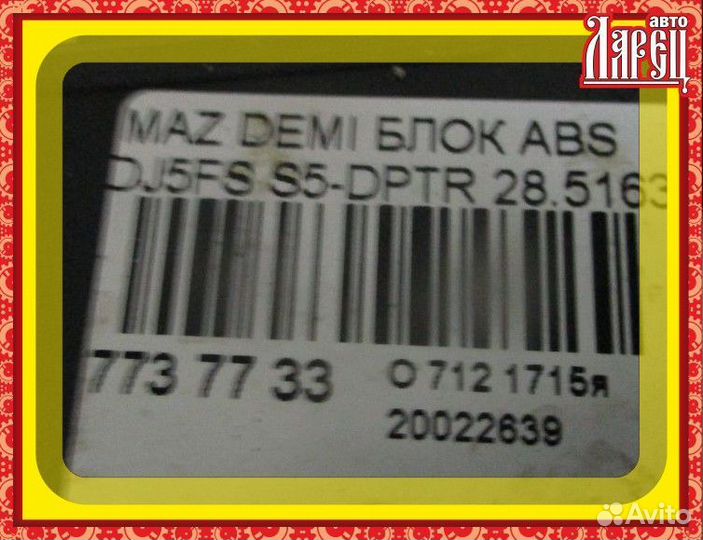 авто
Ларец
MAZ DEMI БЛОК ABS
DJ5FS S5-DPTR 28.5163
773 77 33
O 712 1715я
20022639
Avito